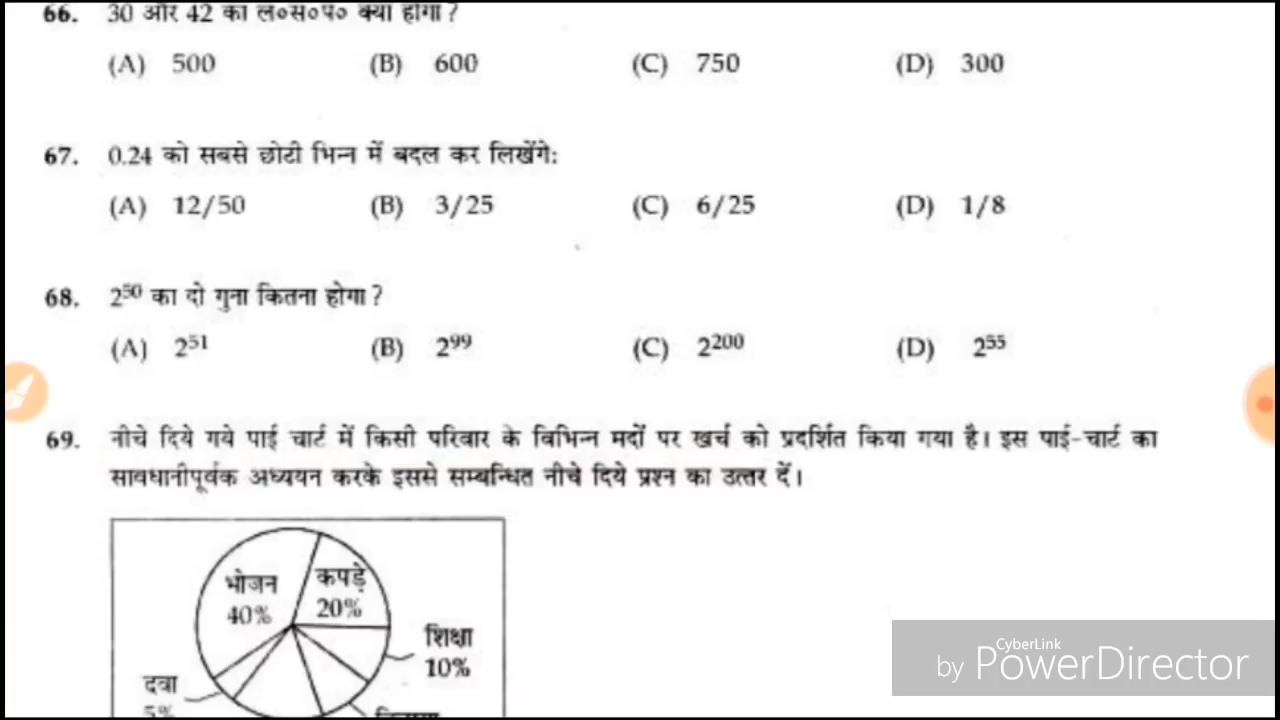 66. 30 और 42 का ल०स०प० क्या होगा ?
(A) 500 (B) 600 (C) 750 (D) 300
67. 0.24 को सबसे छोटी भिन्न में बदल कर लिखेंगे:
(A) 12/50 (B) 3/25 (C) 6/25 (D) 1/8
68. 2⁵⁰ का दो गुना कितना होगा ?
(A) 2⁵¹ (B) 2⁹⁹ (C) 2²⁰⁰ (D) 2⁵⁵
69. नीचे दिये गये पाई चार्ट में किसी परिवार के विभिन्न मदों पर खर्च को प्रदर्शित किया गया है। इस पाई-चार्ट का
सावधानीपूर्वक अध्ययन करके इससे सम्बन्धित नीचे दिये प्रश्न का उत्तर दें।
भोजन
40%
कपड़े
20%
शिक्षा
10%
दवा
5%
by CyberLink PowerDirector